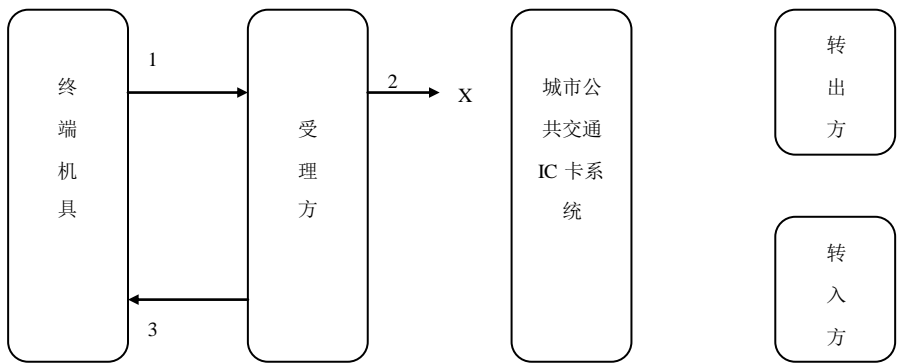 终
端
机
具
1
受
理
方
2
X
3
城市公
共交通
IC 卡系
统
转
出
方
转
入
方